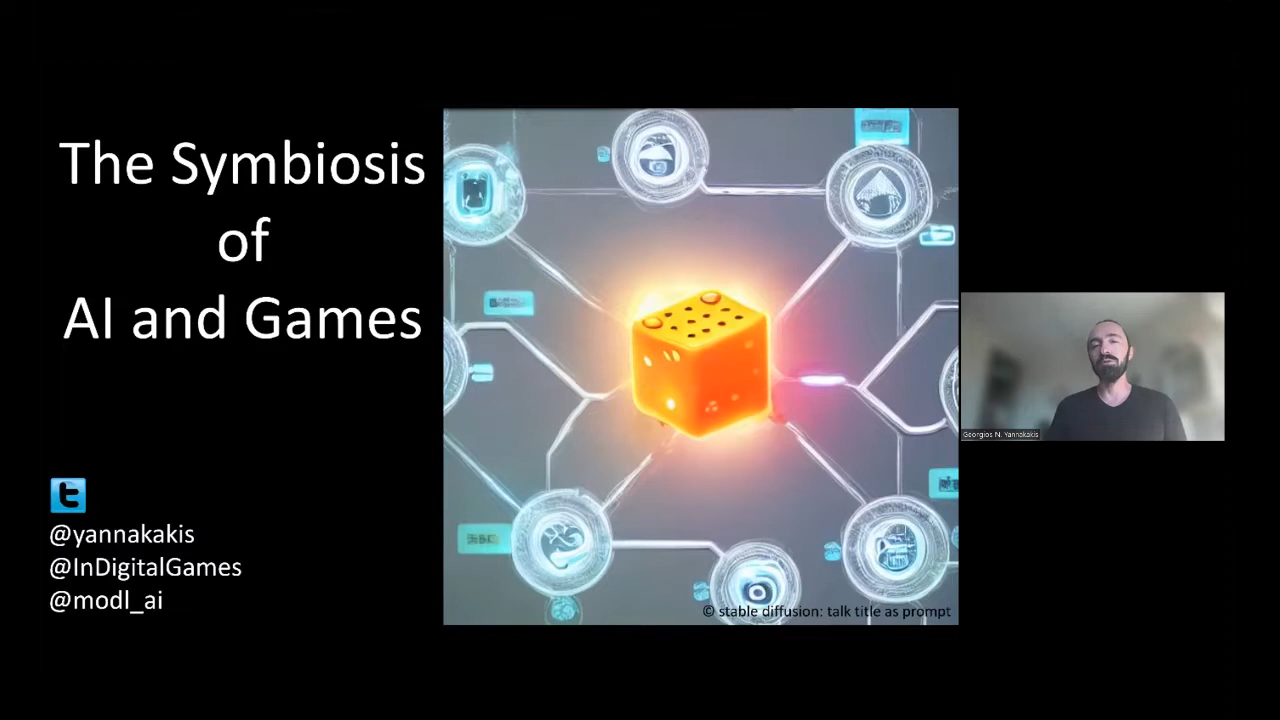 The Symbiosis
of
AI and Games
@yannakakis
@InDigitalGames
@modl_ai
© stable diffusion: talk title as prompt
Georgios N. Yannakakis